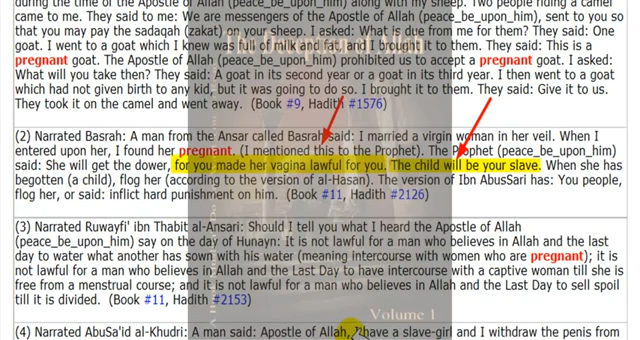 during the time of the Apostle of Allah (peace_be_upon_him) along with my sheep. Two people riding a camel
came to me. They said to me: We are messengers of the Apostle of Allah (peace_be_upon_him), sent to you so
that you may pay the sadaqah (zakat) on your sheep. I asked: What is due from me for them? They said: One
goat. I went to a goat which I knew was full of milk and fat, and I brought it to them. They said: This is a
pregnant goat. The Apostle of Allah (peace_be_upon_him) prohibited us to accept a pregnant goat. I asked:
What will you take then? They said: A goat in its second year or a goat in its third year. I then went to a goat
which had not given birth to any kid, but it was going to do so. I brought it to them. They said: Give it to us.
They took it on the camel and went away. (Book #9, Hadith #1576)
(2) Narrated Basrah: A man from the Ansar called Basrah said: I married a virgin woman in her veil. When I
entered upon her, I found her pregnant. (I mentioned this to the Prophet). The Prophet (peace_be_upon_him)
said: She will get the dower, for you made her vagina lawful for you. The child will be your slave. When she has
begotten (a child), flog her (according to the version of al-Hasan). The version of Ibn AbusSari has: You people,
flog her, or said: inflict hard punishment on him. (Book #11, Hadith #2126)
(3) Narrated Ruwayfi' ibn Thabit al-Ansari: Should I tell you what I heard the Apostle of Allah
(peace_be_upon_him) say on the day of Hunayn: It is not lawful for a man who believes in Allah and the last
day to water what another has sown with his water (meaning intercourse with women who are pregnant); it is
not lawful for a man who believes in Allah and the Last Day to have intercourse with a captive woman till she is
free from a menstrual course; and it is not lawful for a man who believes in Allah and the Last Day to sell spoil
till it is divided. (Book #11, Hadith #2153)
Volume 1
(4) Narrated AbuSa'id al-Khudri: A man said: Apostle of Allah, I have a slave-girl and I withdraw the penis from